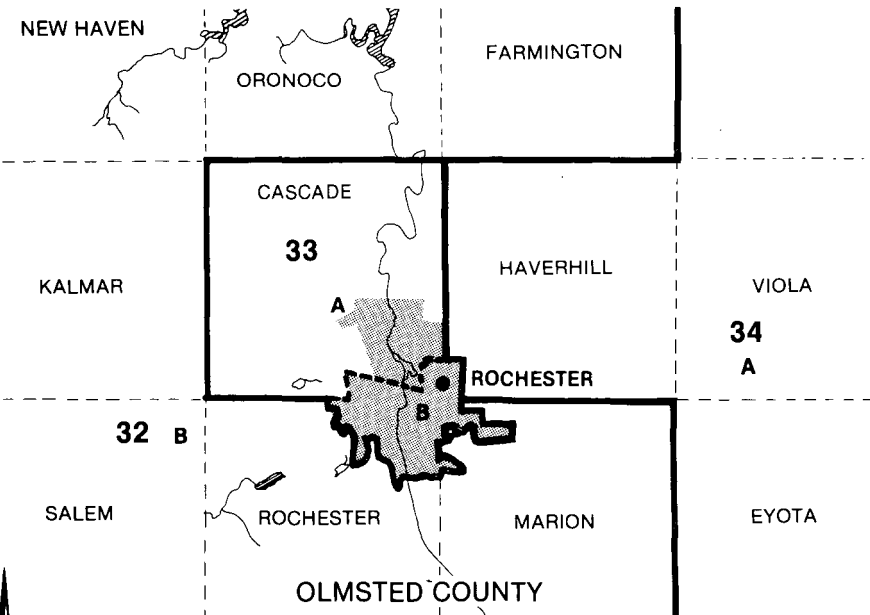 NEW HAVEN
ORONOCO
FARMINGTON
CASCADE
33
KALMAR
HAVERHILL
VIOLA
A
34
A
ROCHESTER
B
32 B
SALEM
ROCHESTER
MARION
EYOTA
OLMSTED COUNTY